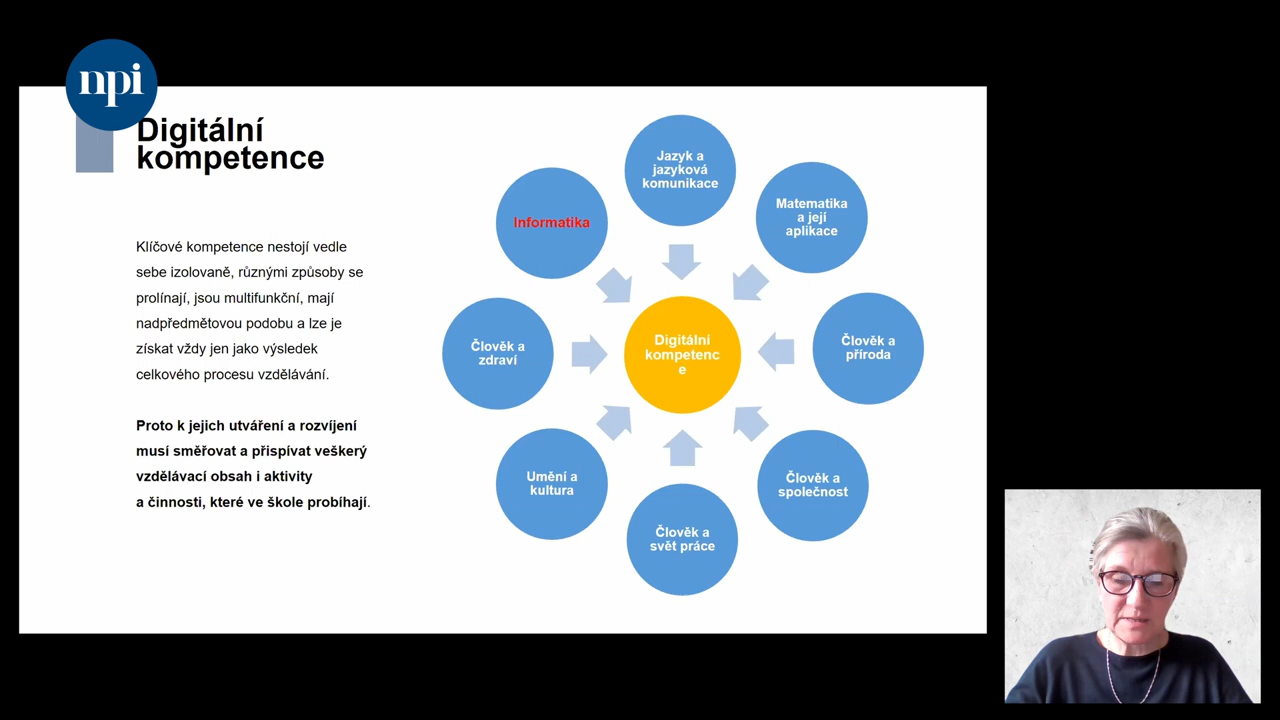 npi
Digitální
kompetence
Klíčové kompetence nestojí vedle
sebe izolovaně, různými způsoby se
prolínají, jsou multifunkční, mají
nadpředmětovou podobu a lze je
získat vždy jen jako výsledek
celkového procesu vzdělávání.
Proto k jejich utváření a rozvíjení
musí směřovat a přispívat veškerý
vzdělávací obsah i aktivity
a činnosti, které ve škole probíhají.
Jazyk a
jazyková
komunikace
Matematika
a její
aplikace
Člověk a
příroda
Člověk a
společnost
Člověk a
svět práce
Umění a
kultura
Člověk a
zdraví
Informatika
Digitální
kompetenc
e